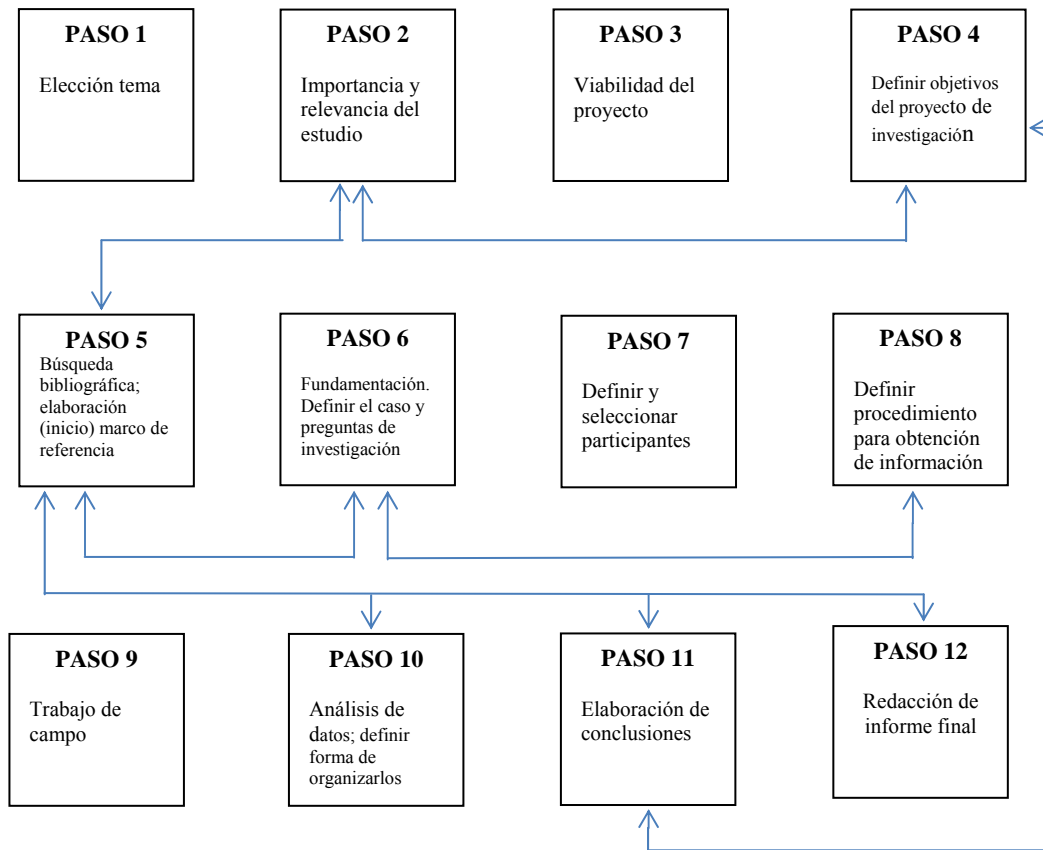 PASO 1
Elección tema
PASO 2
Importancia y
relevancia del
estudio
PASO 3
Viabilidad del
proyecto
PASO 4
Definir objetivos
del proyecto de
investigación
PASO 5
Búsqueda
bibliográfica;
elaboración
(inicio) marco de
referencia
PASO 6
Fundamentación.
Definir el caso y
preguntas de
investigación
PASO 7
Definir y
seleccionar
participantes
PASO 8
Definir
procedimiento
para obtención
de información
PASO 9
Trabajo de
campo
PASO 10
Análisis de
datos; definir
forma de
organizarlos
PASO 11
Elaboración de
conclusiones
PASO 12
Redacción de
informe final